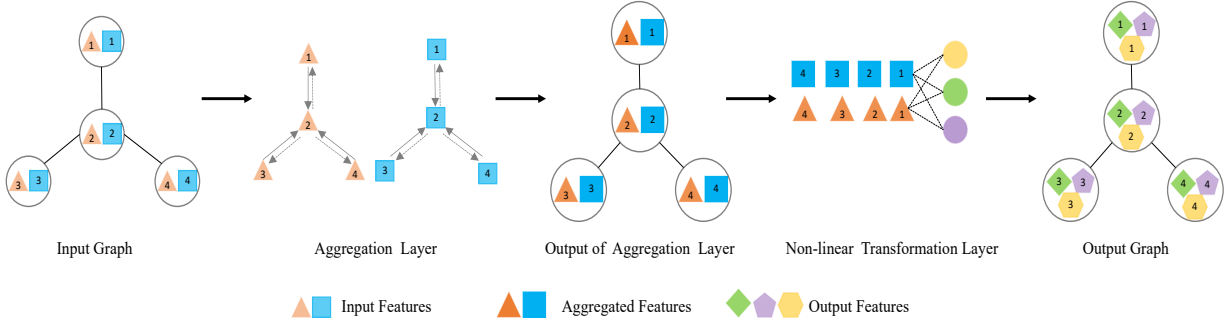 1 1
2 2
3 3
4 4
Input Graph
1
2
3
4
1
2
3
4
Aggregation Layer
1 1
2 2
3 3
4 4
Output of Aggregation Layer
4 3 2 1
4 3 2 1
Non-linear Transformation Layer
1 1
1
2 2
2
3 3
3
4 4
4
Output Graph
Input Features
Aggregated Features
Output Features